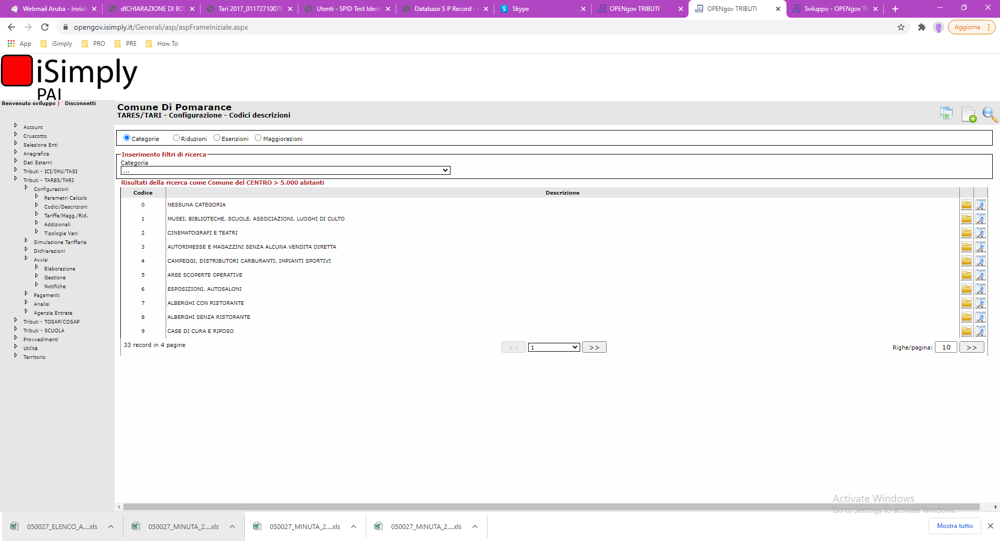 Webmail Aruba - Inviat
dICHIARAZIONE DI BO
Tari 2017_01172710079
Utenti - SPID Test Ident
Database S P Record -
Skype
OPENgov TRIBUTI
OPENgov TRIBUTI
Sviluppo - OPENgov TR
opengov.isimply.it/Generali/asp/aspFrameIniziale.aspx
Aggiorna
App
iSimply
PRO
PRE
How To
iSimply
PAI
Benvenuto sviluppo | Disconnetti
Comune Di Pomarance
TARES/TARI - Configurazione - Codici descrizioni
Account
Cruscotto
Seleziona Enti
Anagrafica
Dati Esterni
Tributi - ICI/IMU/TASI
Tributi - TARES/TARI
Configurazioni
Parametri Calcolo
Codici/Descrizioni
Tariffe/Magg./Rid.
Addizionali
Tipologie Vani
Simulazione Tariffaria
Dichiarazioni
Avvisi
Elaborazione
Gestione
Notifiche
Pagamenti
Analisi
Agenzia Entrate
Tributi - TOSAP/COSAP
Tributi - SCUOLA
Provvedimenti
Utilità
Territorio
Categorie Riduzioni Esenzioni Maggiorazioni
Inserimento filtri di ricerca
Categoria
...
Risultati della ricerca come Comune del CENTRO > 5.000 abitanti
Codice Descrizione
0 NESSUNA CATEGORIA
1 MUSEI, BIBLIOTECHE, SCUOLE, ASSOCIAZIONI, LUOGHI DI CULTO
2 CINEMATOGRAFI E TEATRI
3 AUTORIMESSE E MAGAZZINI SENZA ALCUNA VENDITA DIRETTA
4 CAMPEGGI, DISTRIBUTORI CARBURANTI, IMPIANTI SPORTIVI
5 AREE SCOPERTE OPERATIVE
6 ESPOSIZIONI, AUTOSALONI
7 ALBERGHI CON RISTORANTE
8 ALBERGHI SENZA RISTORANTE
9 CASE DI CURA E RIPOSO
33 record in 4 pagine << 1 >> Righe/pagina: 10 >>
Activate Windows
Go to Settings to activate Windows.
050027_ELENCO_A....xls
050027_MINUTA_2....xls
050027_MINUTA_2....xls
050027_MINUTA_2....xls
Mostra tutto